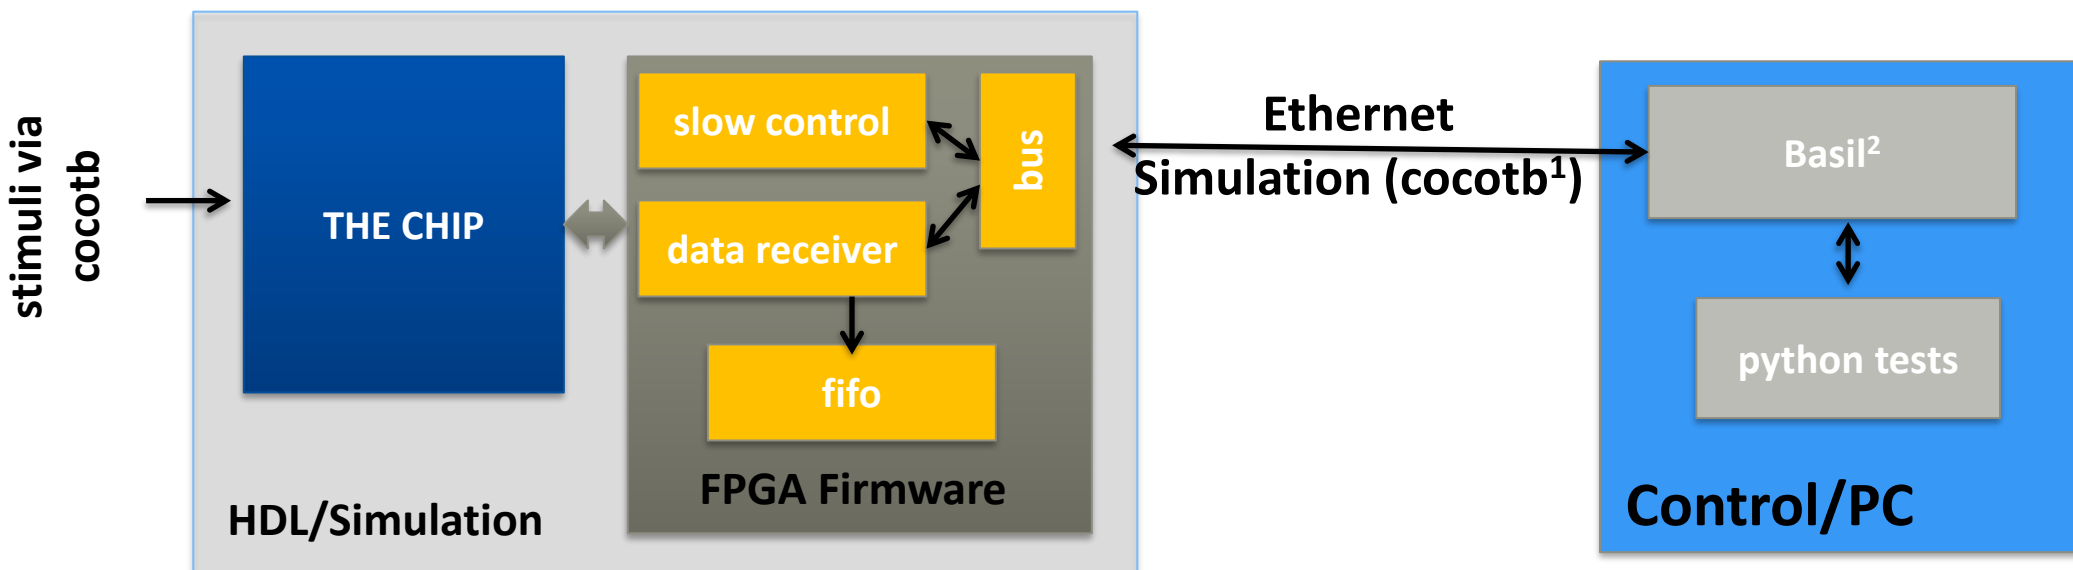 stimuli via
cocotb
THE CHIP
slow control
bus
data receiver
fifo
FPGA Firmware
HDL/Simulation
Ethernet
Simulation (cocotb¹)
Basil²
python tests
Control/PC